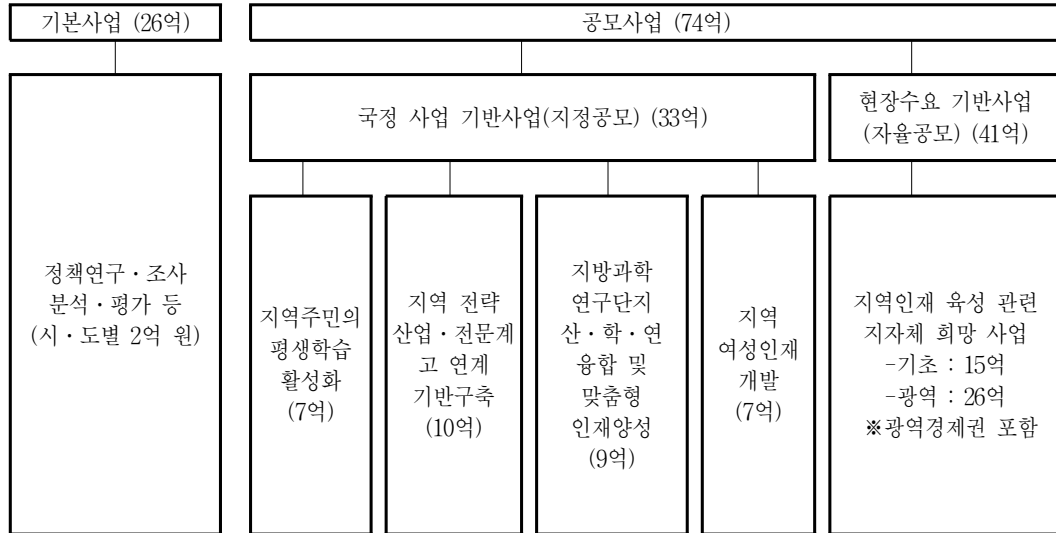 기본사업 (26억)
공모사업 (74억)
국정 사업 기반사업(지정공모) (33억)
현장수요 기반사업
(자율공모) (41억)
정책연구·조사
분석·평가 등
(시·도별 2억 원)
지역주민의
평생학습
활성화
(7억)
지역 전략
산업·전문계
고 연계
기반구축
(10억)
지방과학
연구단지
산·학·연
융합 및
맞춤형
인재양성
(9억)
지역
여성인재
개발
(7억)
지역인재 육성 관련
지자체 희망 사업
-기초 : 15억
-광역 : 26억
※광역경제권 포함